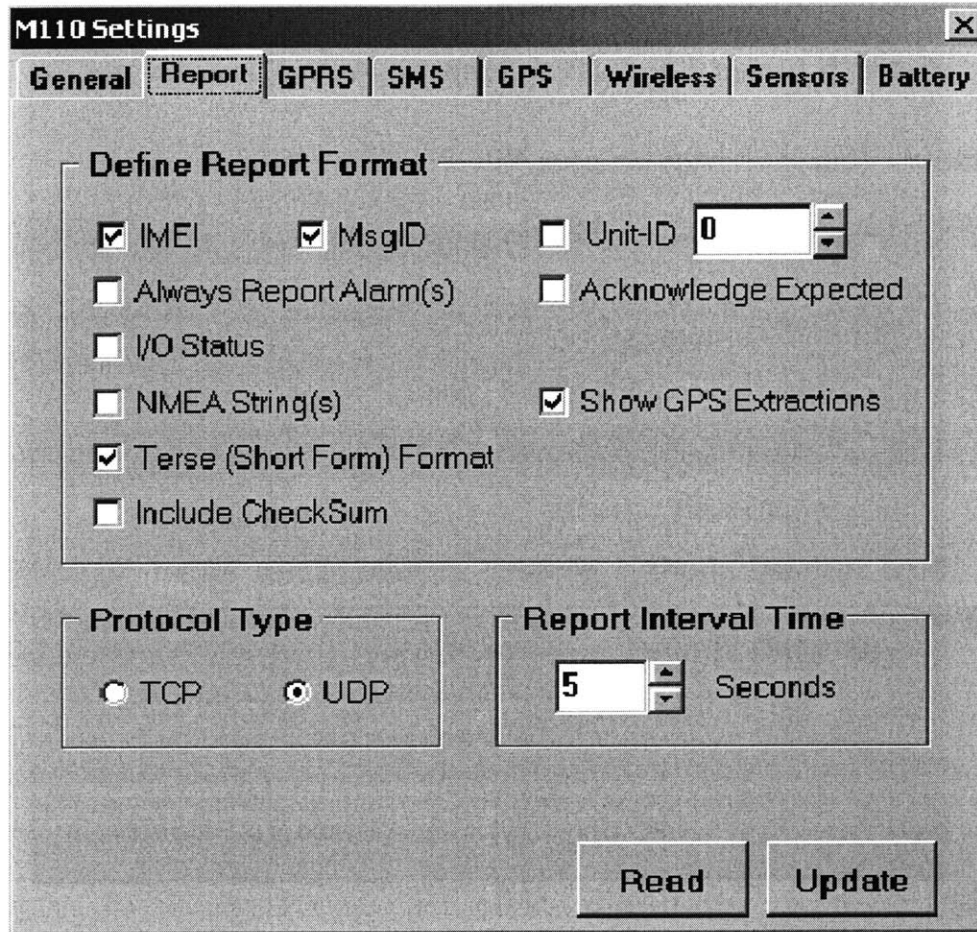 M110 Settings
General Report GPRS SMS GPS Wireless Sensors Battery
Define Report Format
IMEI MsgID Unit-ID 0
Always Report Alarm(s) Acknowledge Expected
I/O Status
NMEA String(s) Show GPS Extractions
Terse (Short Form) Format
Include CheckSum
Protocol Type Report Interval Time
TCP UDP 5 Seconds
Read Update